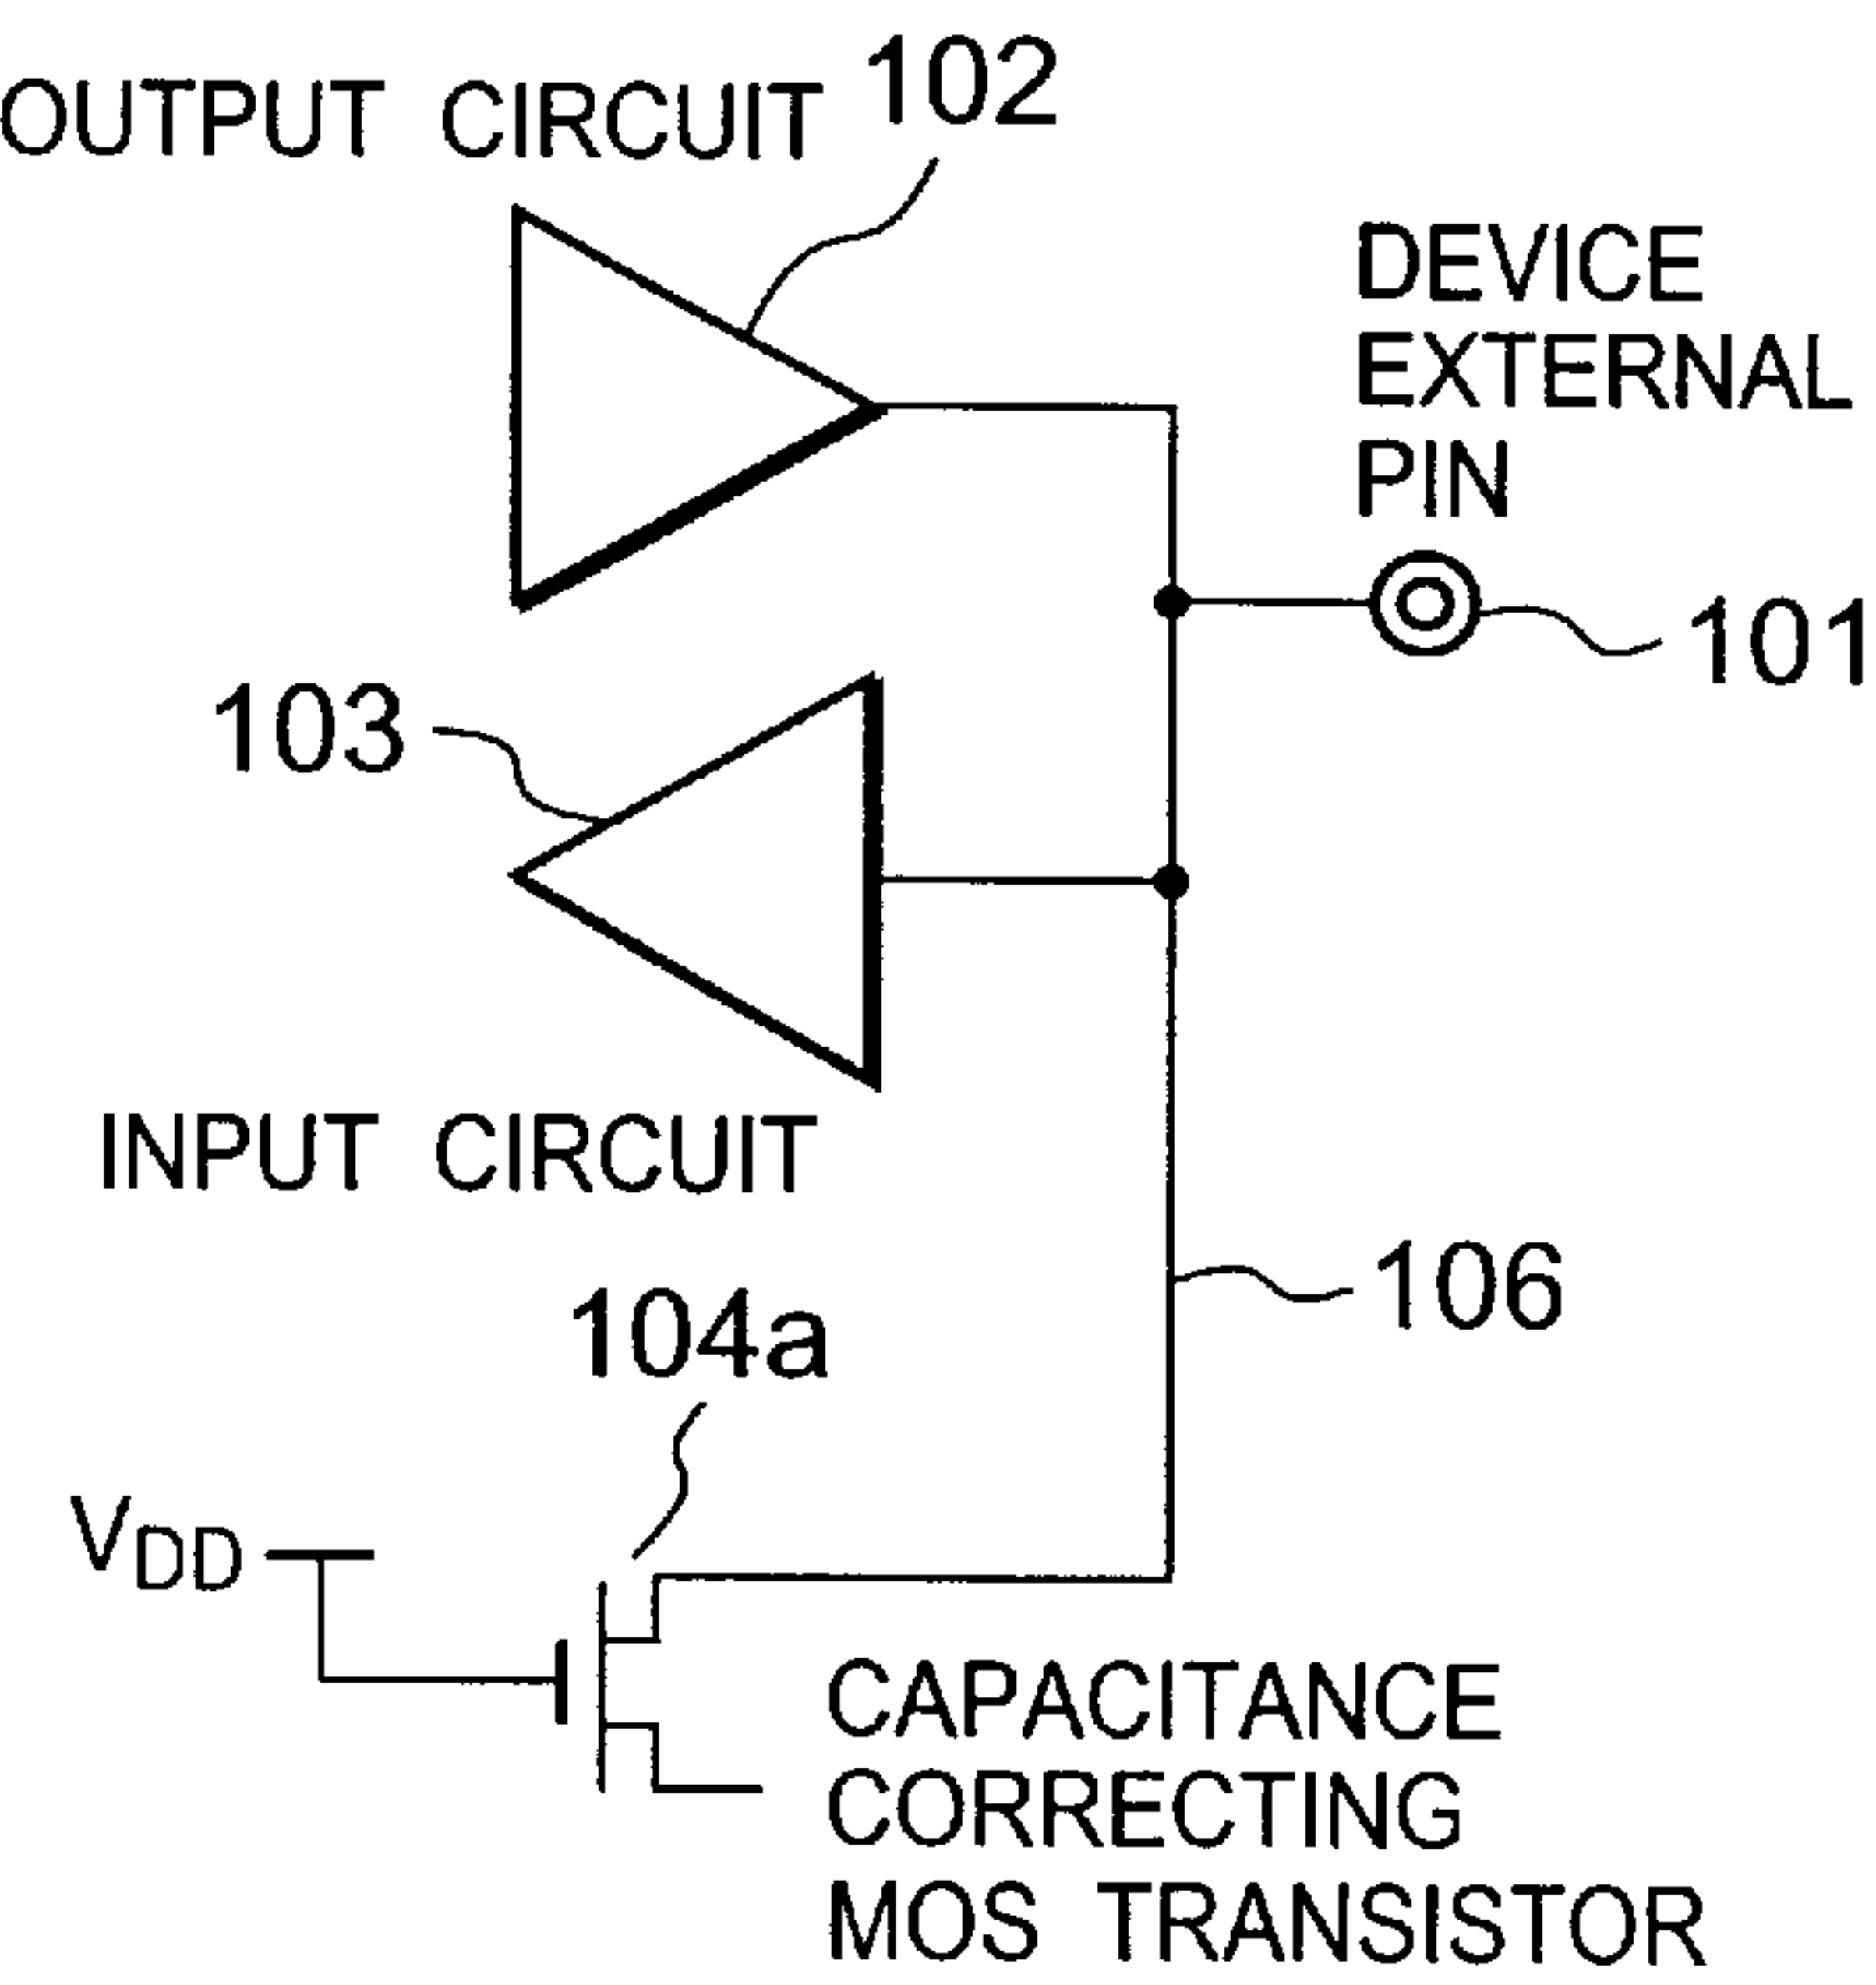 OUTPUT CIRCUIT
102
DEVICE
EXTERNAL
PIN
101
103
INPUT CIRCUIT
106
104a
VDD
CAPACITANCE
CORRECTING
MOS TRANSISTOR